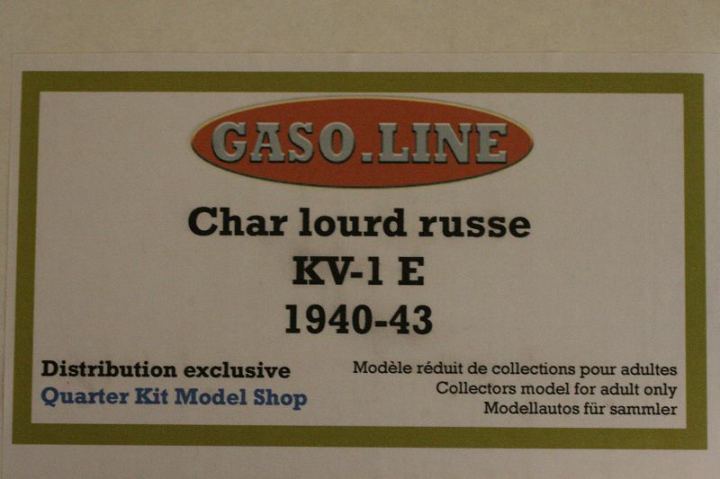 GASO.LINE
Char lourd russe
KV-1 E
1940-43
Distribution exclusive
Quarter Kit Model Shop
Modèle réduit de collections pour adultes
Collectors model for adult only
Modellautos für sammler